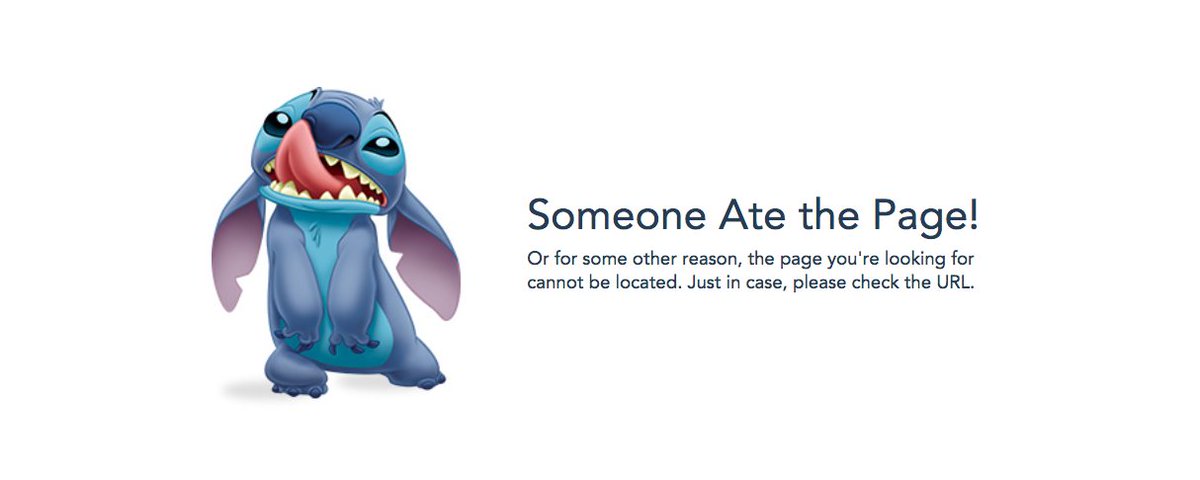 Someone Ate the Page!
Or for some other reason, the page you're looking for
cannot be located. Just in case, please check the URL.